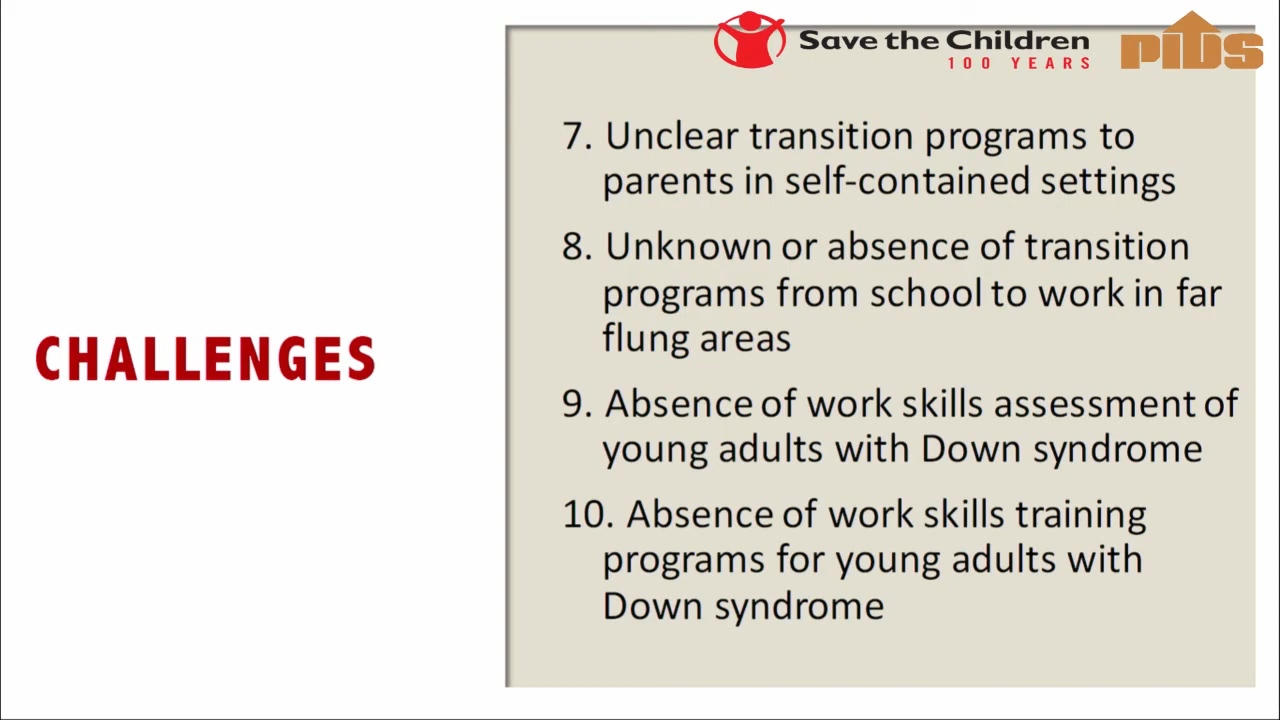 Save the Children
100 YEARS
PIDS
CHALLENGES
7. Unclear transition programs to
parents in self-contained settings
8. Unknown or absence of transition
programs from school to work in far
flung areas
9. Absence of work skills assessment of
young adults with Down syndrome
10. Absence of work skills training
programs for young adults with
Down syndrome